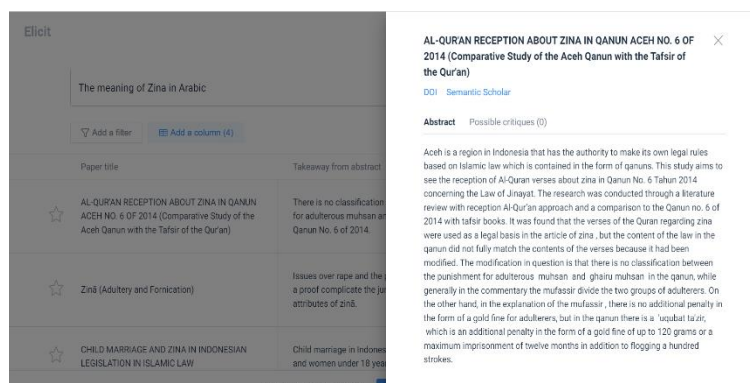 Elicit
The meaning of Zina in Arabic
Add a filter
Add a column (4)
Paper title
Takeaway from abstract
AL-QUR'AN RECEPTION ABOUT ZINA IN QANUN
ACEH NO. 6 OF 2014 (Comparative Study of the
Aceh Qanun with the Tafsir of the Qur'an)
There is no classification
for adulterous muhsan an
Qanun No. 6 of 2014.
Zinā (Adultery and Fornication)
Issues over rape and the p
a proof complicate the jur
attributes of zinā.
CHILD MARRIAGE AND ZINA IN INDONESIAN
LEGISLATION IN ISLAMIC LAW
Child marriage in Indones
and women under 18 year
AL-QUR'AN RECEPTION ABOUT ZINA IN QANUN ACEH NO. 6 OF
2014 (Comparative Study of the Aceh Qanun with the Tafsir of
the Qur'an)
DOI Semantic Scholar
Abstract Possible critiques (0)
Aceh is a region in Indonesia that has the authority to make its own legal rules
based on Islamic law which is contained in the form of qanuns. This study aims to
see the reception of Al-Quran verses about zina in Qanun No. 6 Tahun 2014
concerning the Law of Jinayat. The research was conducted through a literature
review with reception Al-Qur'an approach and a comparison to the Qanun no. 6 of
2014 with tafsir books. It was found that the verses of the Quran regarding zina
were used as a legal basis in the article of zina , but the content of the law in the
qanun did not fully match the contents of the verses because it had been
modified. The modification in question is that there is no classification between
the punishment for adulterous muhsan and ghairu muhsan in the qanun, while
generally in the commentary the mufassir divide the two groups of adulterers. On
the other hand, in the explanation of the mufassir , there is no additional penalty in
the form of a gold fine for adulterers, but in the qanun there is a 'uqubat ta'zir,
which is an additional penalty in the form of a gold fine of up to 120 grams or a
maximum imprisonment of twelve months in addition to flogging a hundred
strokes.